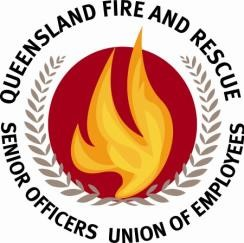 QUEENSLAND FIRE AND RESCUE
SENIOR OFFICERS UNION OF EMPLOYEES